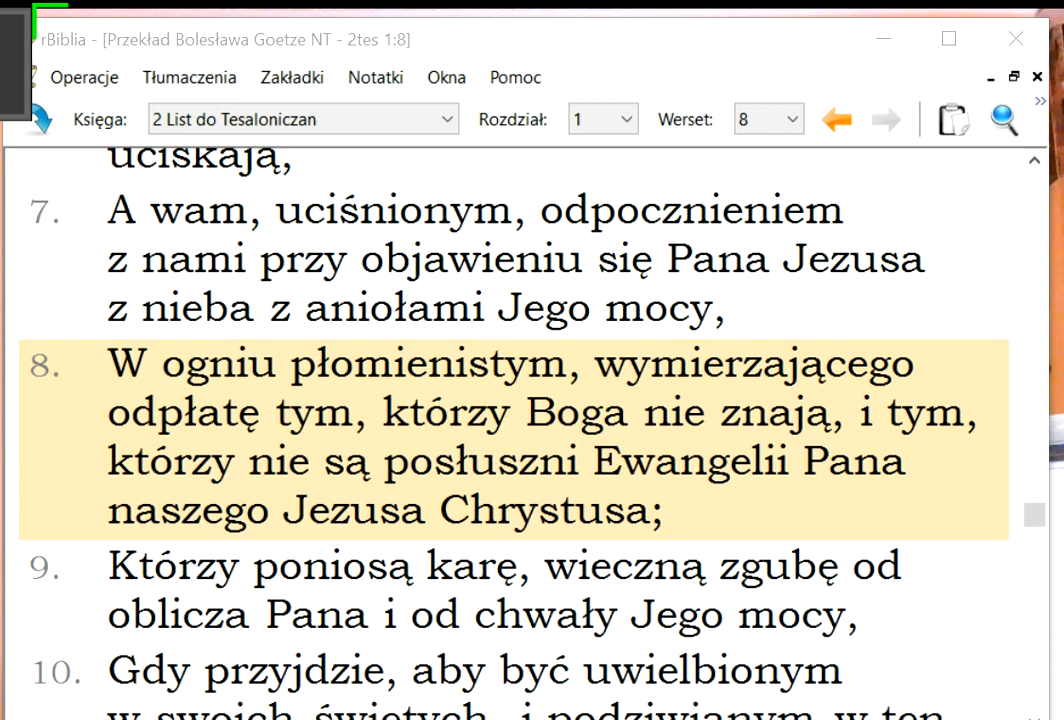 rBiblia - [Przekład Bolesława Goetze NT - 2tes 1:8]
Operacje Tłumaczenia Zakładki Notatki Okna Pomoc
Księga: 2 List do Tesaloniczan Rozdział: 1 Werset: 8
uciskają,
7. A wam, uciśnionym, odpocznieniem
z nami przy objawieniu się Pana Jezusa
z nieba z aniołami Jego mocy,
8. W ogniu płomienistym, wymierzającego
odpłatę tym, którzy Boga nie znają, i tym,
którzy nie są posłuszni Ewangelii Pana
naszego Jezusa Chrystusa;
9. Którzy poniosą karę, wieczną zgubę od
oblicza Pana i od chwały Jego mocy,
10. Gdy przyjdzie, aby być uwielbionym
w swoich świętych, i podziwianym w ten